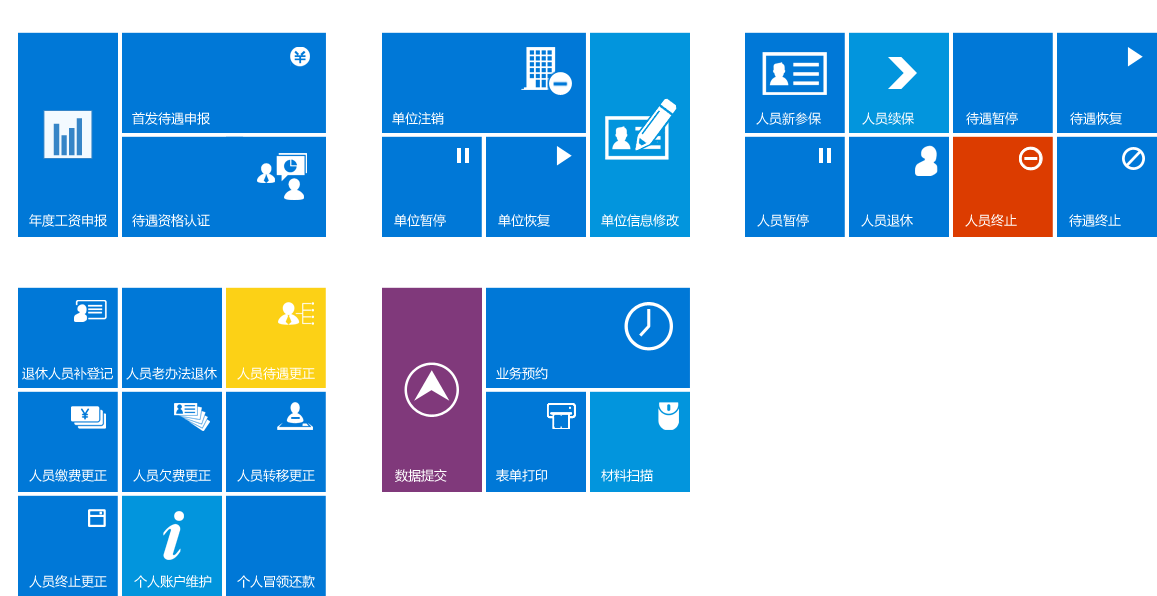 首发待遇申报
年度工资申报
待遇资格认证
单位注销
单位暂停
单位恢复
单位信息修改
人员新参保
人员续保
待遇暂停
待遇恢复
人员暂停
人员退休
人员终止
待遇终止
退休人员补登记
人员老办法退休
人员待遇更正
人员缴费更正
人员欠费更正
人员转移更正
人员终止更正
个人账户维护
个人冒领还款
业务预约
数据提交
表单打印
材料扫描